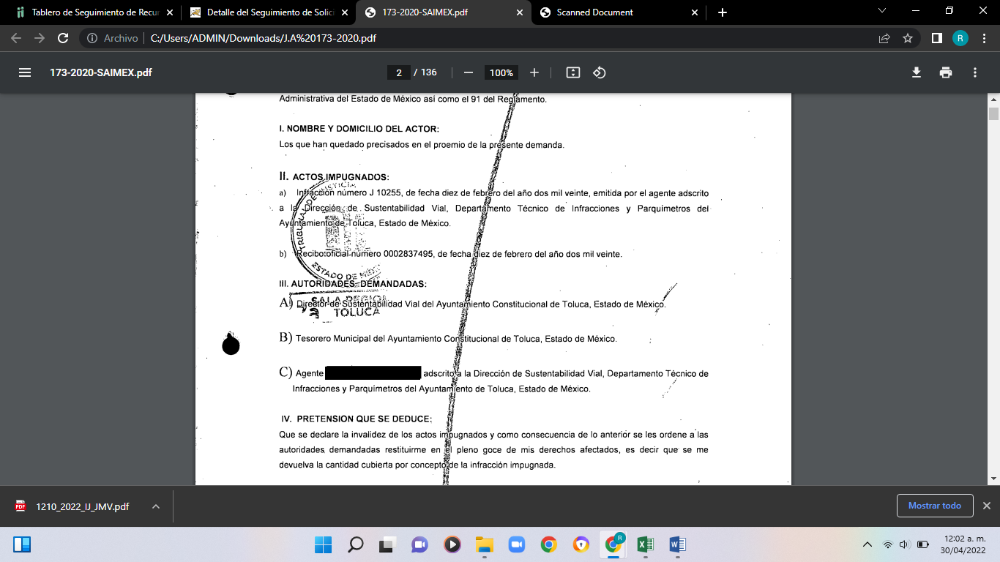 Tablero de Seguimiento de Recur
Detalle del Seguimiento de Solici
173-2020-SAIMEX.pdf
Scanned Document
Archivo C:/Users/ADMIN/Downloads/J.A%20173-2020.pdf
R
173-2020-SAIMEX.pdf
2 / 136
100%
Administrativa del Estado de México así como el 91 del Reglamento.
I. NOMBRE Y DOMICILIO DEL ACTOR:
Los que han quedado precisados en el proemio de la presente demanda.
II. ACTOS IMPUGNADOS:
a) Infracción número J 10255, de fecha diez de febrero del año dos mil veinte, emitida por el agente adscrito
a la Dirección de Sustentabilidad Vial, Departamento Técnico de Infracciones y Parquímetros del
Ayuntamiento de Toluca, Estado de México.
b) Recibo oficial número 0002837495, de fecha diez de febrero del año dos mil veinte.
TRIBUNAL DE JUSTICIA
ESTADO DE MÉXICO
III. AUTORIDADES DEMANDADAS:
SALA REGIONAL
TOLUCA
A) Director de Sustentabilidad Vial del Ayuntamiento Constitucional de Toluca, Estado de México.
B) Tesorero Municipal del Ayuntamiento Constitucional de Toluca, Estado de México.
C) Agente adscrito a la Dirección de Sustentabilidad Vial, Departamento Técnico de
Infracciones y Parquímetros del Ayuntamiento de Toluca, Estado de México.
IV. PRETENSION QUE SE DEDUCE:
Que se declare la invalidez de los actos impugnados y como consecuencia de lo anterior se les ordene a las
autoridades demandadas restituirme en el pleno goce de mis derechos afectados, es decir que se me
devuelva la cantidad cubierta por concepto de la infracción impugnada.
PDF
1210_2022_IJ_JMV.pdf
Mostrar todo
R
12:02 a. m.
30/04/2022